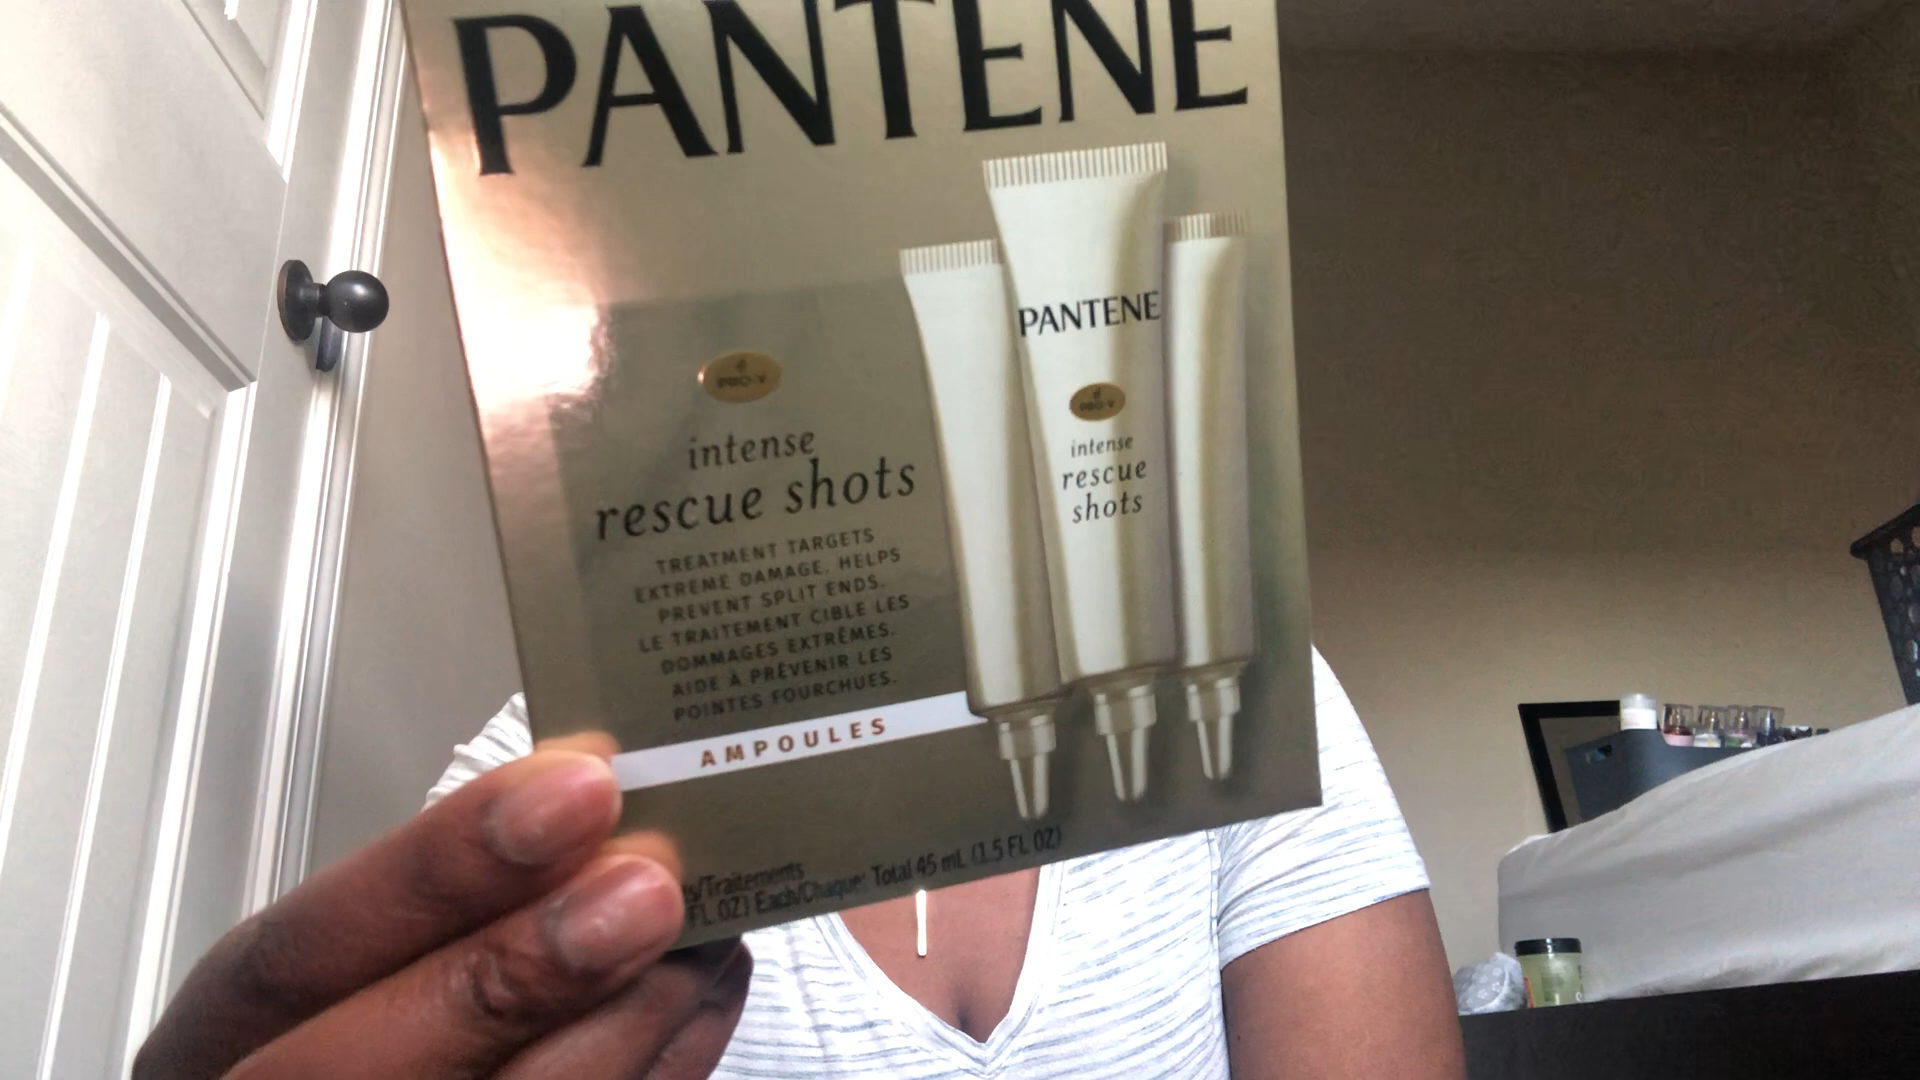 PANTENE
PRO-V
intense
rescue shots
TREATMENT TARGETS
EXTREME DAMAGE. HELPS
PREVENT SPLIT ENDS.
LE TRAITEMENT CIBLE LES
DOMMAGES EXTRÊMES.
AIDE À PRÉVENIR LES
POINTES FOURCHUES.
AMPOULES
PANTENE
PRO-V
intense
rescue
shots
/Traitements
FL OZ) Each/Chaque: Total 45 mL (1.5 FL OZ)